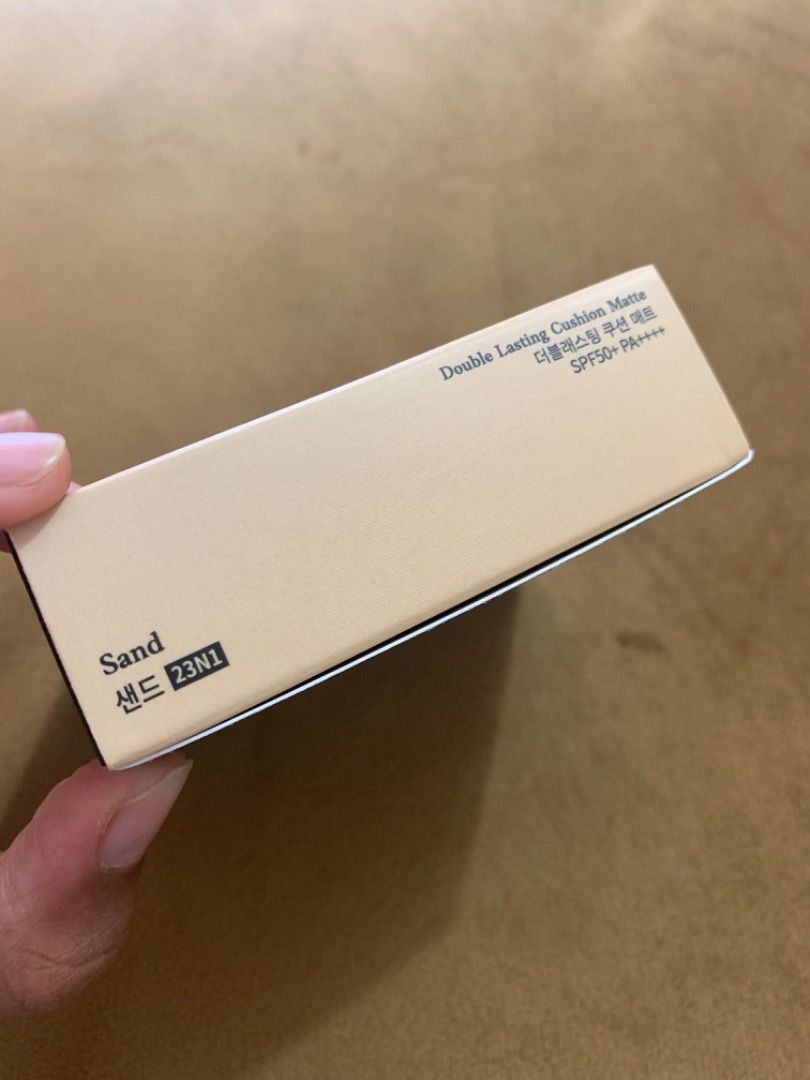 Double Lasting Cushion Matte
더블래스팅 쿠션 매트
SPF50+ PA++++
Sand
샌드 23N1